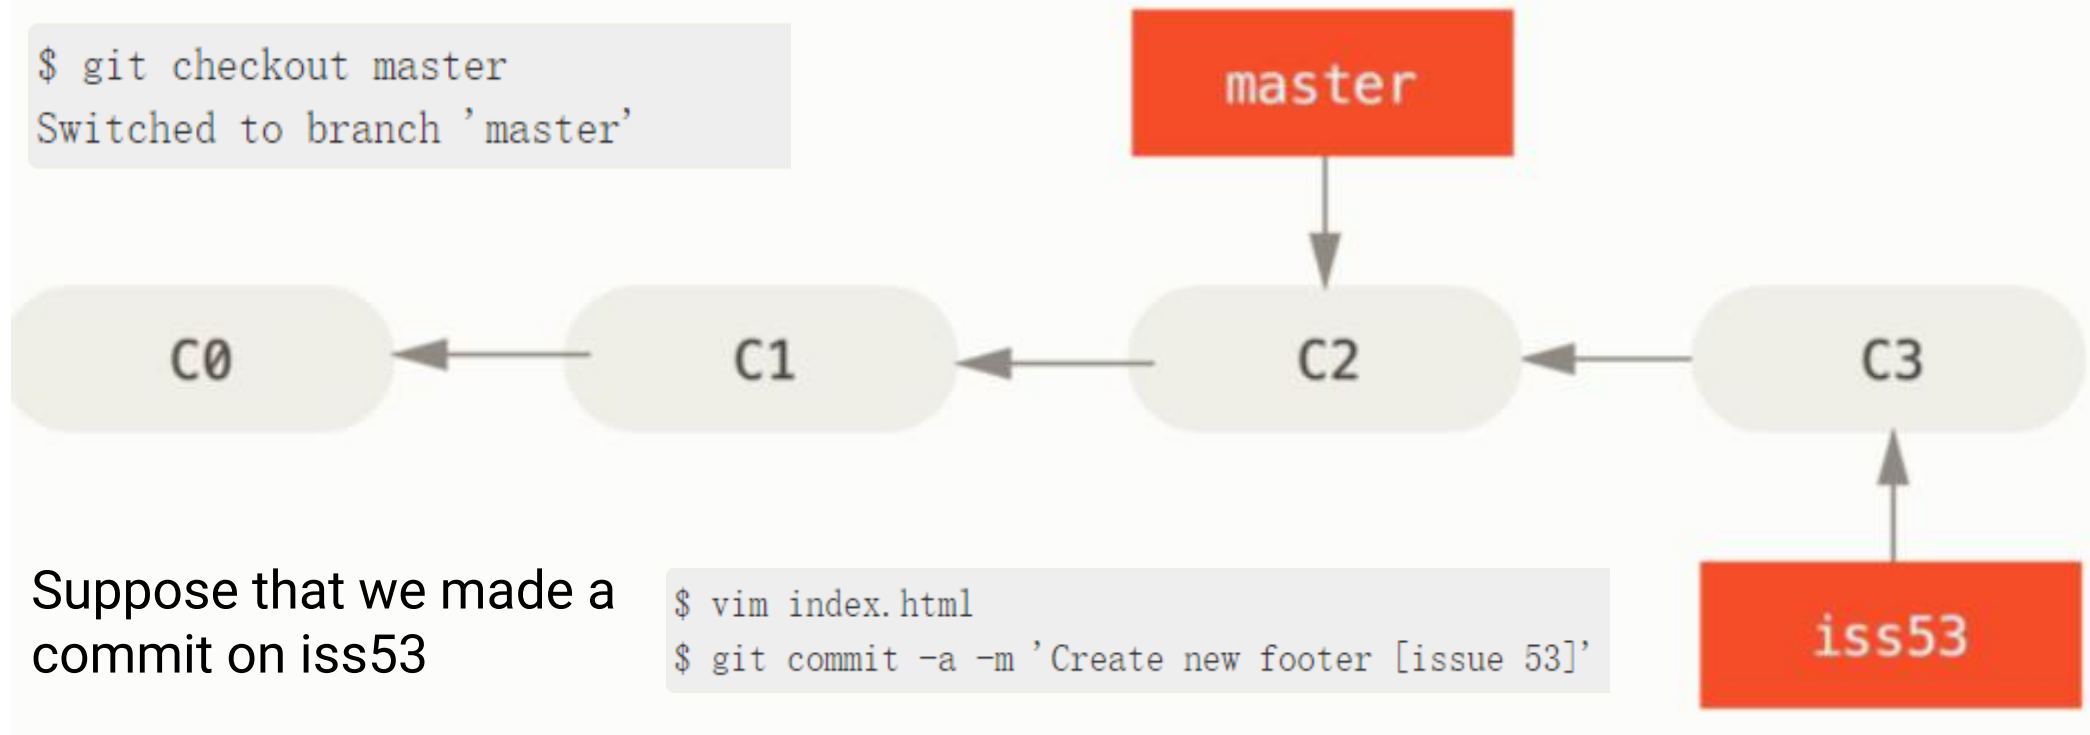 $ git checkout master
Switched to branch 'master'
master
C0
C1
C2
C3
Suppose that we made a
commit on iss53
$ vim index.html
$ git commit -a -m 'Create new footer [issue 53]'
iss53